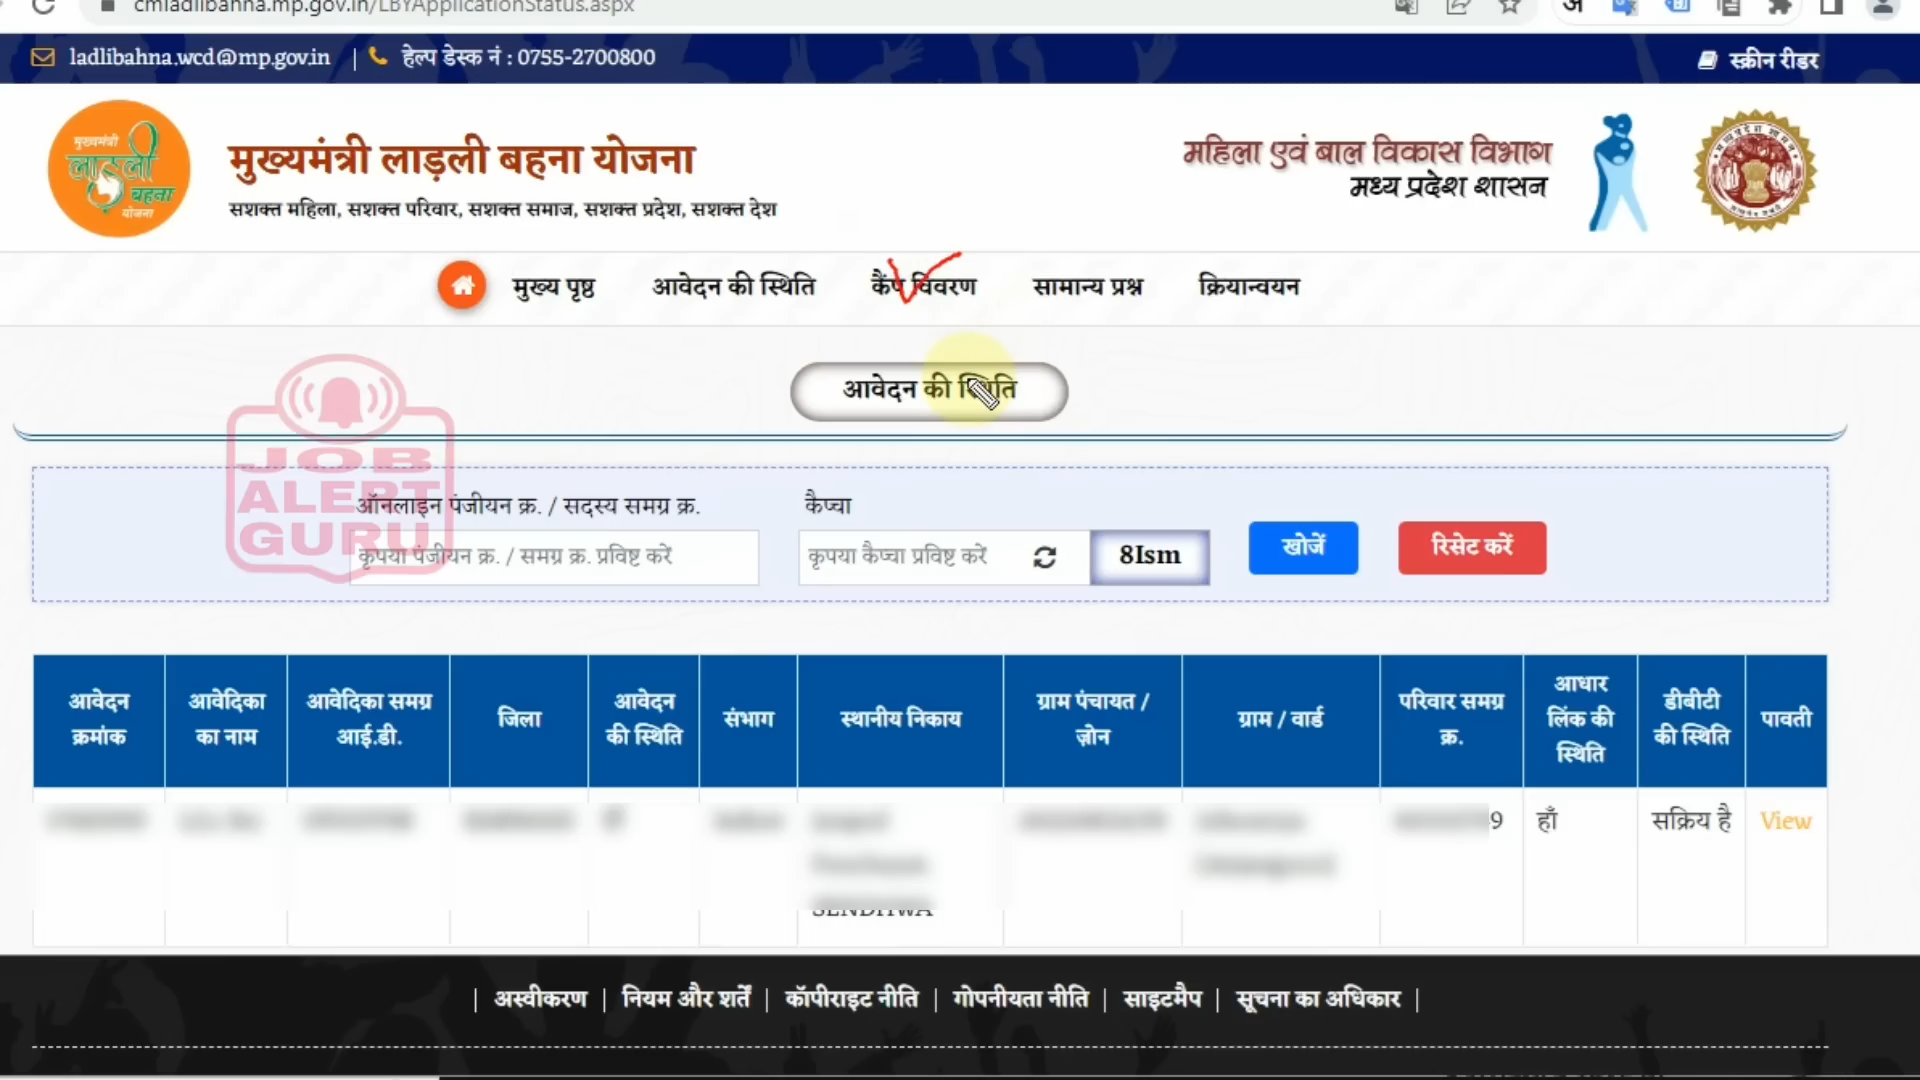 cmladlibahna.mp.gov.in/LBYApplicationStatus.aspx
ladlibahna.wcd@mp.gov.in | हेल्प डेस्क नं : 0755-2700800
स्क्रीन रीडर
मुख्यमंत्री
लाड़ली
बहना
योजना
मुख्यमंत्री लाड़ली बहना योजना
सशक्त महिला, सशक्त परिवार, सशक्त समाज, सशक्त प्रदेश, सशक्त देश
महिला एवं बाल विकास विभाग
मध्य प्रदेश शासन
मुख्य पृष्ठ आवेदन की स्थिति कैंप विवरण सामान्य प्रश्न क्रियान्वयन
आवेदन की स्थिति
JOB
ALERT
GURU
ऑनलाइन पंजीयन क्र. / सदस्य समग्र क्र. कैप्चा
कृपया पंजीयन क्र. / समग्र क्र. प्रविष्ट करें कृपया कैप्चा प्रविष्ट करें 8Ism खोजें रिसेट करें
आवेदन क्रमांक
आवेदिका का नाम
आवेदिका समग्र आई.डी.
जिला
आवेदन की स्थिति
संभाग
स्थानीय निकाय
ग्राम पंचायत / ज़ोन
ग्राम / वार्ड
परिवार समग्र क्र.
आधार लिंक की स्थिति
डीबीटी की स्थिति
पावती
9 हाँ सक्रिय है View
SENDHWA
| अस्वीकरण | नियम और शर्तें | कॉपीराइट नीति | गोपनीयता नीति | साइटमैप | सूचना का अधिकार |